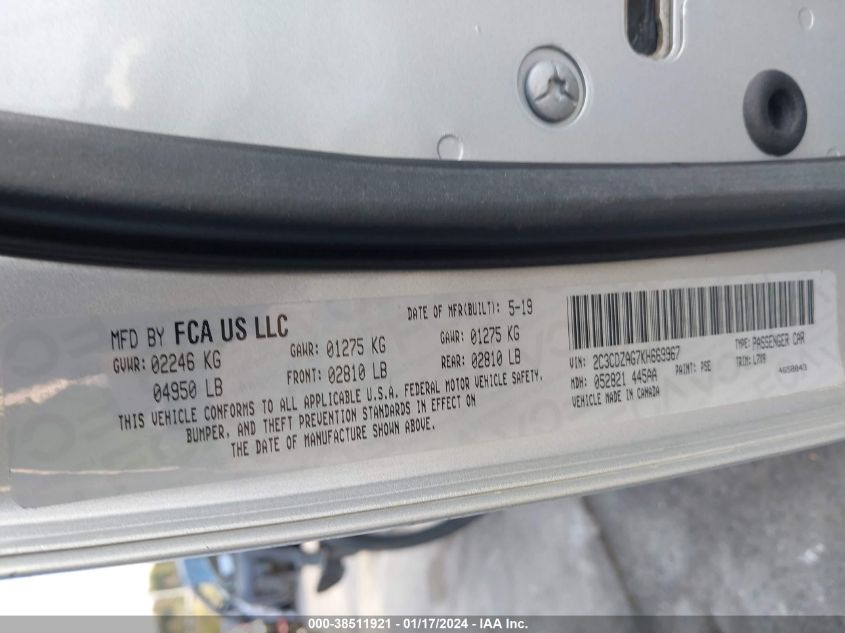 MFD BY FCA US LLC
DATE OF MFR(BUILT): 5-19
GVWR: 02246 KG
GAWR: 01275 KG
GAWR: 01275 KG
04950 LB
FRONT: 02810 LB
REAR: 02810 LB
THIS VEHICLE CONFORMS TO ALL APPLICABLE U.S.A. FEDERAL MOTOR VEHICLE SAFETY,
BUMPER, AND THEFT PREVENTION STANDARDS IN EFFECT ON
THE DATE OF MANUFACTURE SHOWN ABOVE.
VIN: 2C3CDZAG7KH669967
TYPE: PASSENGER CAR
MDH: 052821 445AA
PAINT: PSE
TRIM: L7X9
VEHICLE MADE IN CANADA
4658843
000-38511921 - 01/17/2024 - IAA Inc.